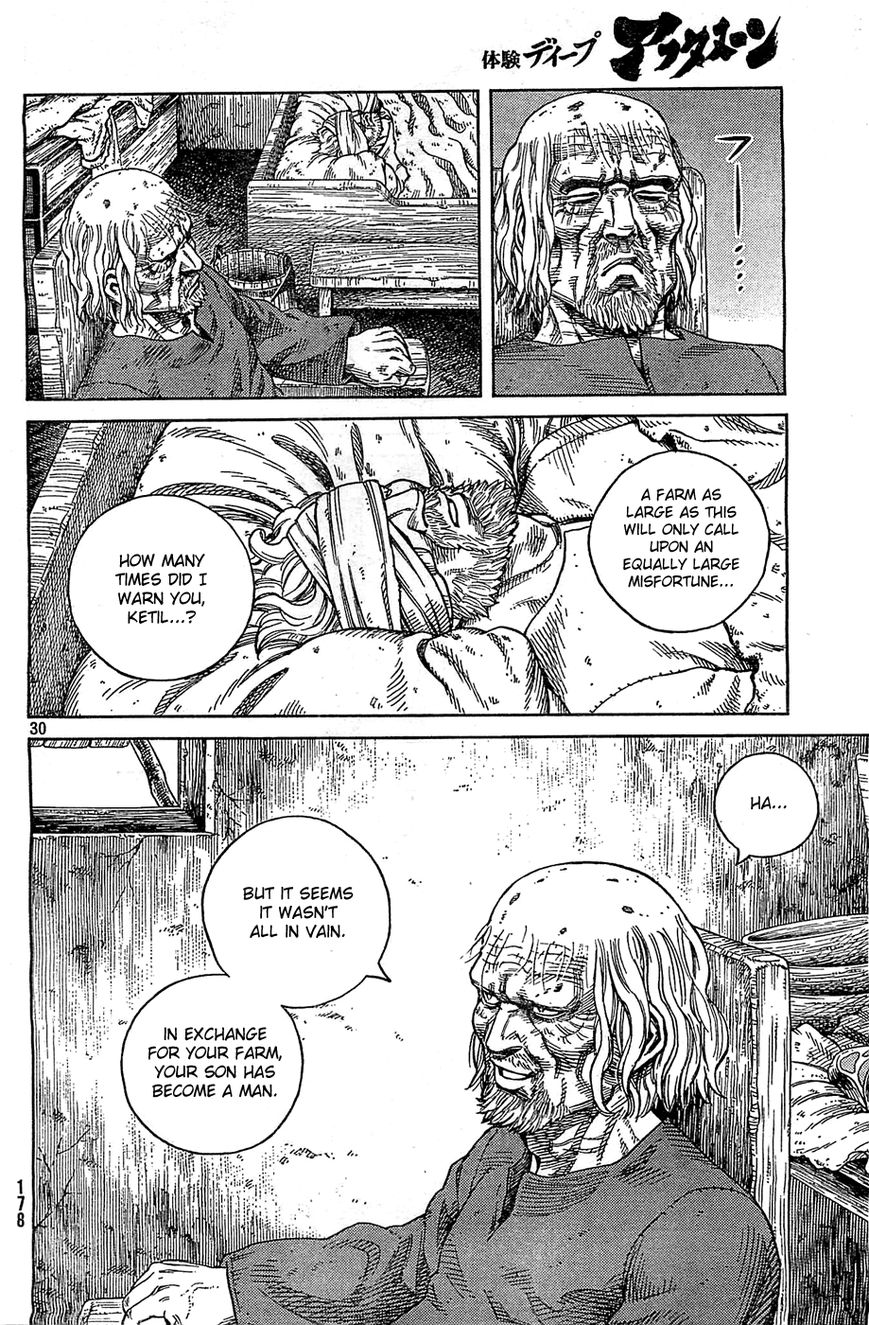 体験ディープ アフタヌーン
フー…
A FARM AS
LARGE AS THIS
WILL ONLY CALL
UPON AN
EQUALLY LARGE
MISFORTUNE...
HOW MANY
TIMES DID I
WARN YOU,
KETIL...?
30
HA...
BUT IT SEEMS
IT WASN'T
ALL IN VAIN.
IN EXCHANGE
FOR YOUR FARM,
YOUR SON HAS
BECOME A MAN.
178